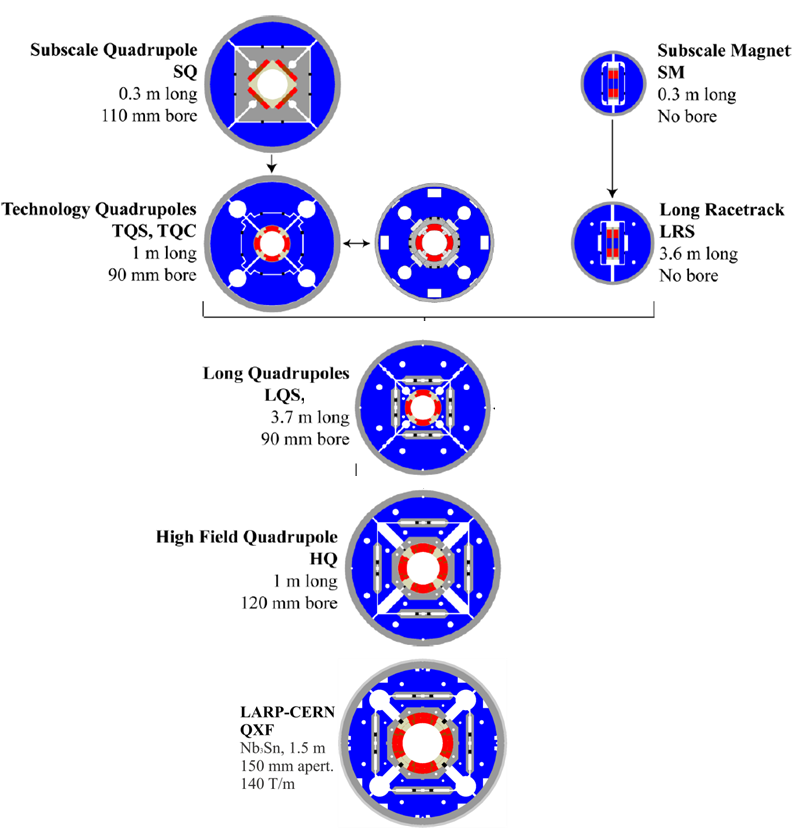 Subscale Quadrupole
SQ
0.3 m long
110 mm bore
Subscale Magnet
SM
0.3 m long
No bore
Technology Quadrupoles
TQS, TQC
1 m long
90 mm bore
Long Racetrack
LRS
3.6 m long
No bore
Long Quadrupoles
LQS,
3.7 m long
90 mm bore
High Field Quadrupole
HQ
1 m long
120 mm bore
LARP-CERN
QXF
Nb₃Sn, 1.5 m
150 mm apert.
140 T/m